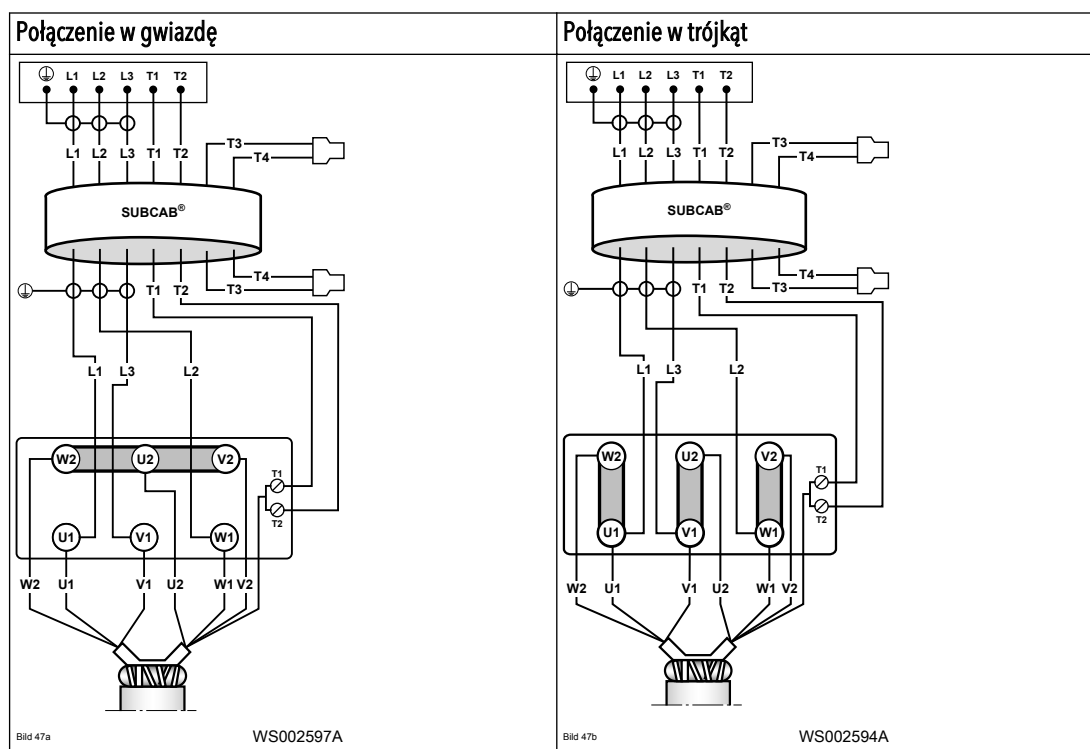 Połączenie w gwiazdę
L1 L2 L3 T1 T2
T3
T4
L1 L2 L3 T1 T2
SUBCAB®
T4
T1 T2 T3
L1 L3 L2
W2 U2 V2
T1
T2
U1 V1 W1
W2 U1 V1 U2 W1 V2
Bild 47a WS002597A
Połączenie w trójkąt
L1 L2 L3 T1 T2
T3
T4
L1 L2 L3 T1 T2
SUBCAB®
T4
T1 T2 T3
L1 L3 L2
W2 U2 V2
T1
T2
U1 V1 W1
W2 U1 V1 U2 W1 V2
Bild 47b WS002594A